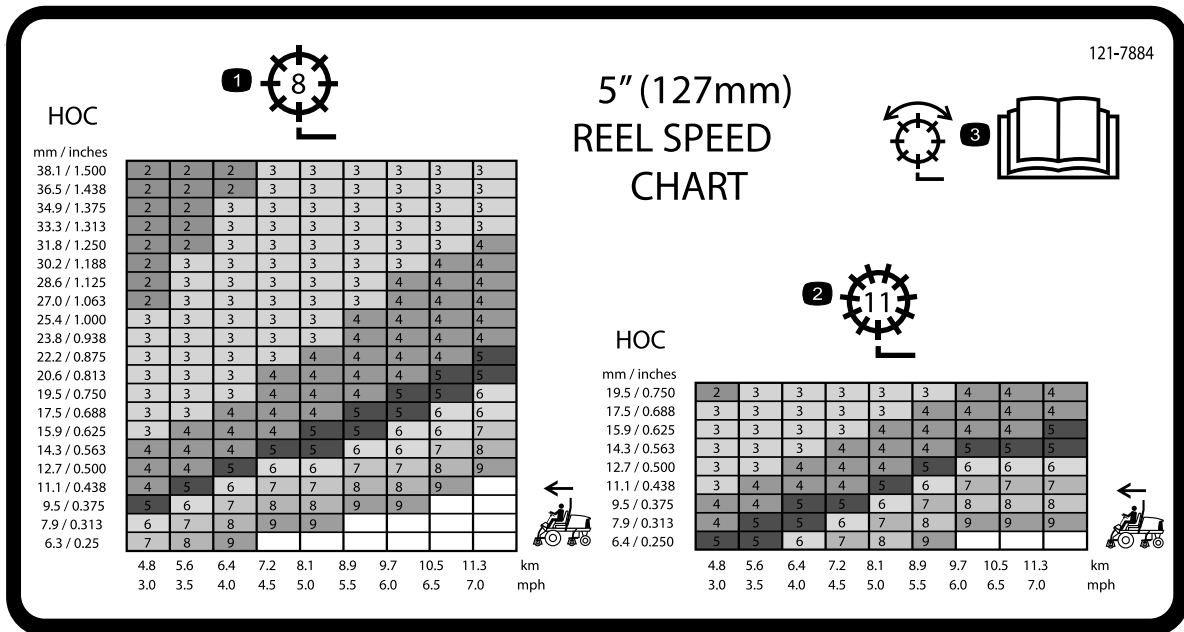 121-7884
5" (127mm)
REEL SPEED
CHART
1
8
HOC
mm / inches
38.1 / 1.500 2 2 2 3 3 3 3 3 3
36.5 / 1.438 2 2 2 3 3 3 3 3 3
34.9 / 1.375 2 2 3 3 3 3 3 3 3
33.3 / 1.313 2 2 3 3 3 3 3 3 3
31.8 / 1.250 2 2 3 3 3 3 3 3 4
30.2 / 1.188 2 3 3 3 3 3 3 4 4
28.6 / 1.125 2 3 3 3 3 3 4 4 4
27.0 / 1.063 2 3 3 3 3 3 4 4 4
25.4 / 1.000 3 3 3 3 3 4 4 4 4
23.8 / 0.938 3 3 3 3 3 4 4 4 4
22.2 / 0.875 3 3 3 3 4 4 4 4 5
20.6 / 0.813 3 3 3 4 4 4 4 5 5
19.5 / 0.750 3 3 3 4 4 4 5 5 6
17.5 / 0.688 3 3 4 4 4 5 5 6 6
15.9 / 0.625 3 4 4 4 5 5 6 6 7
14.3 / 0.563 4 4 4 5 5 6 6 7 8
12.7 / 0.500 4 4 5 6 6 7 7 8 9
11.1 / 0.438 4 5 6 7 7 8 8 9
9.5 / 0.375 5 6 7 8 8 9 9
7.9 / 0.313 6 7 8 9 9
6.3 / 0.25 7 8 9
4.8 5.6 6.4 7.2 8.1 8.9 9.7 10.5 11.3 km
3.0 3.5 4.0 4.5 5.0 5.5 6.0 6.5 7.0 mph
3
2
11
HOC
mm / inches
19.5 / 0.750 2 3 3 3 3 3 4 4 4
17.5 / 0.688 3 3 3 3 3 4 4 4 4
15.9 / 0.625 3 3 3 3 4 4 4 4 5
14.3 / 0.563 3 3 3 4 4 4 5 5 5
12.7 / 0.500 3 3 4 4 4 5 6 6 6
11.1 / 0.438 3 4 4 4 5 6 7 7 7
9.5 / 0.375 4 4 5 5 6 7 8 8 8
7.9 / 0.313 4 5 5 6 7 8 9 9 9
6.4 / 0.250 5 5 6 7 8 9
4.8 5.6 6.4 7.2 8.1 8.9 9.7 10.5 11.3 km
3.0 3.5 4.0 4.5 5.0 5.5 6.0 6.5 7.0 mph